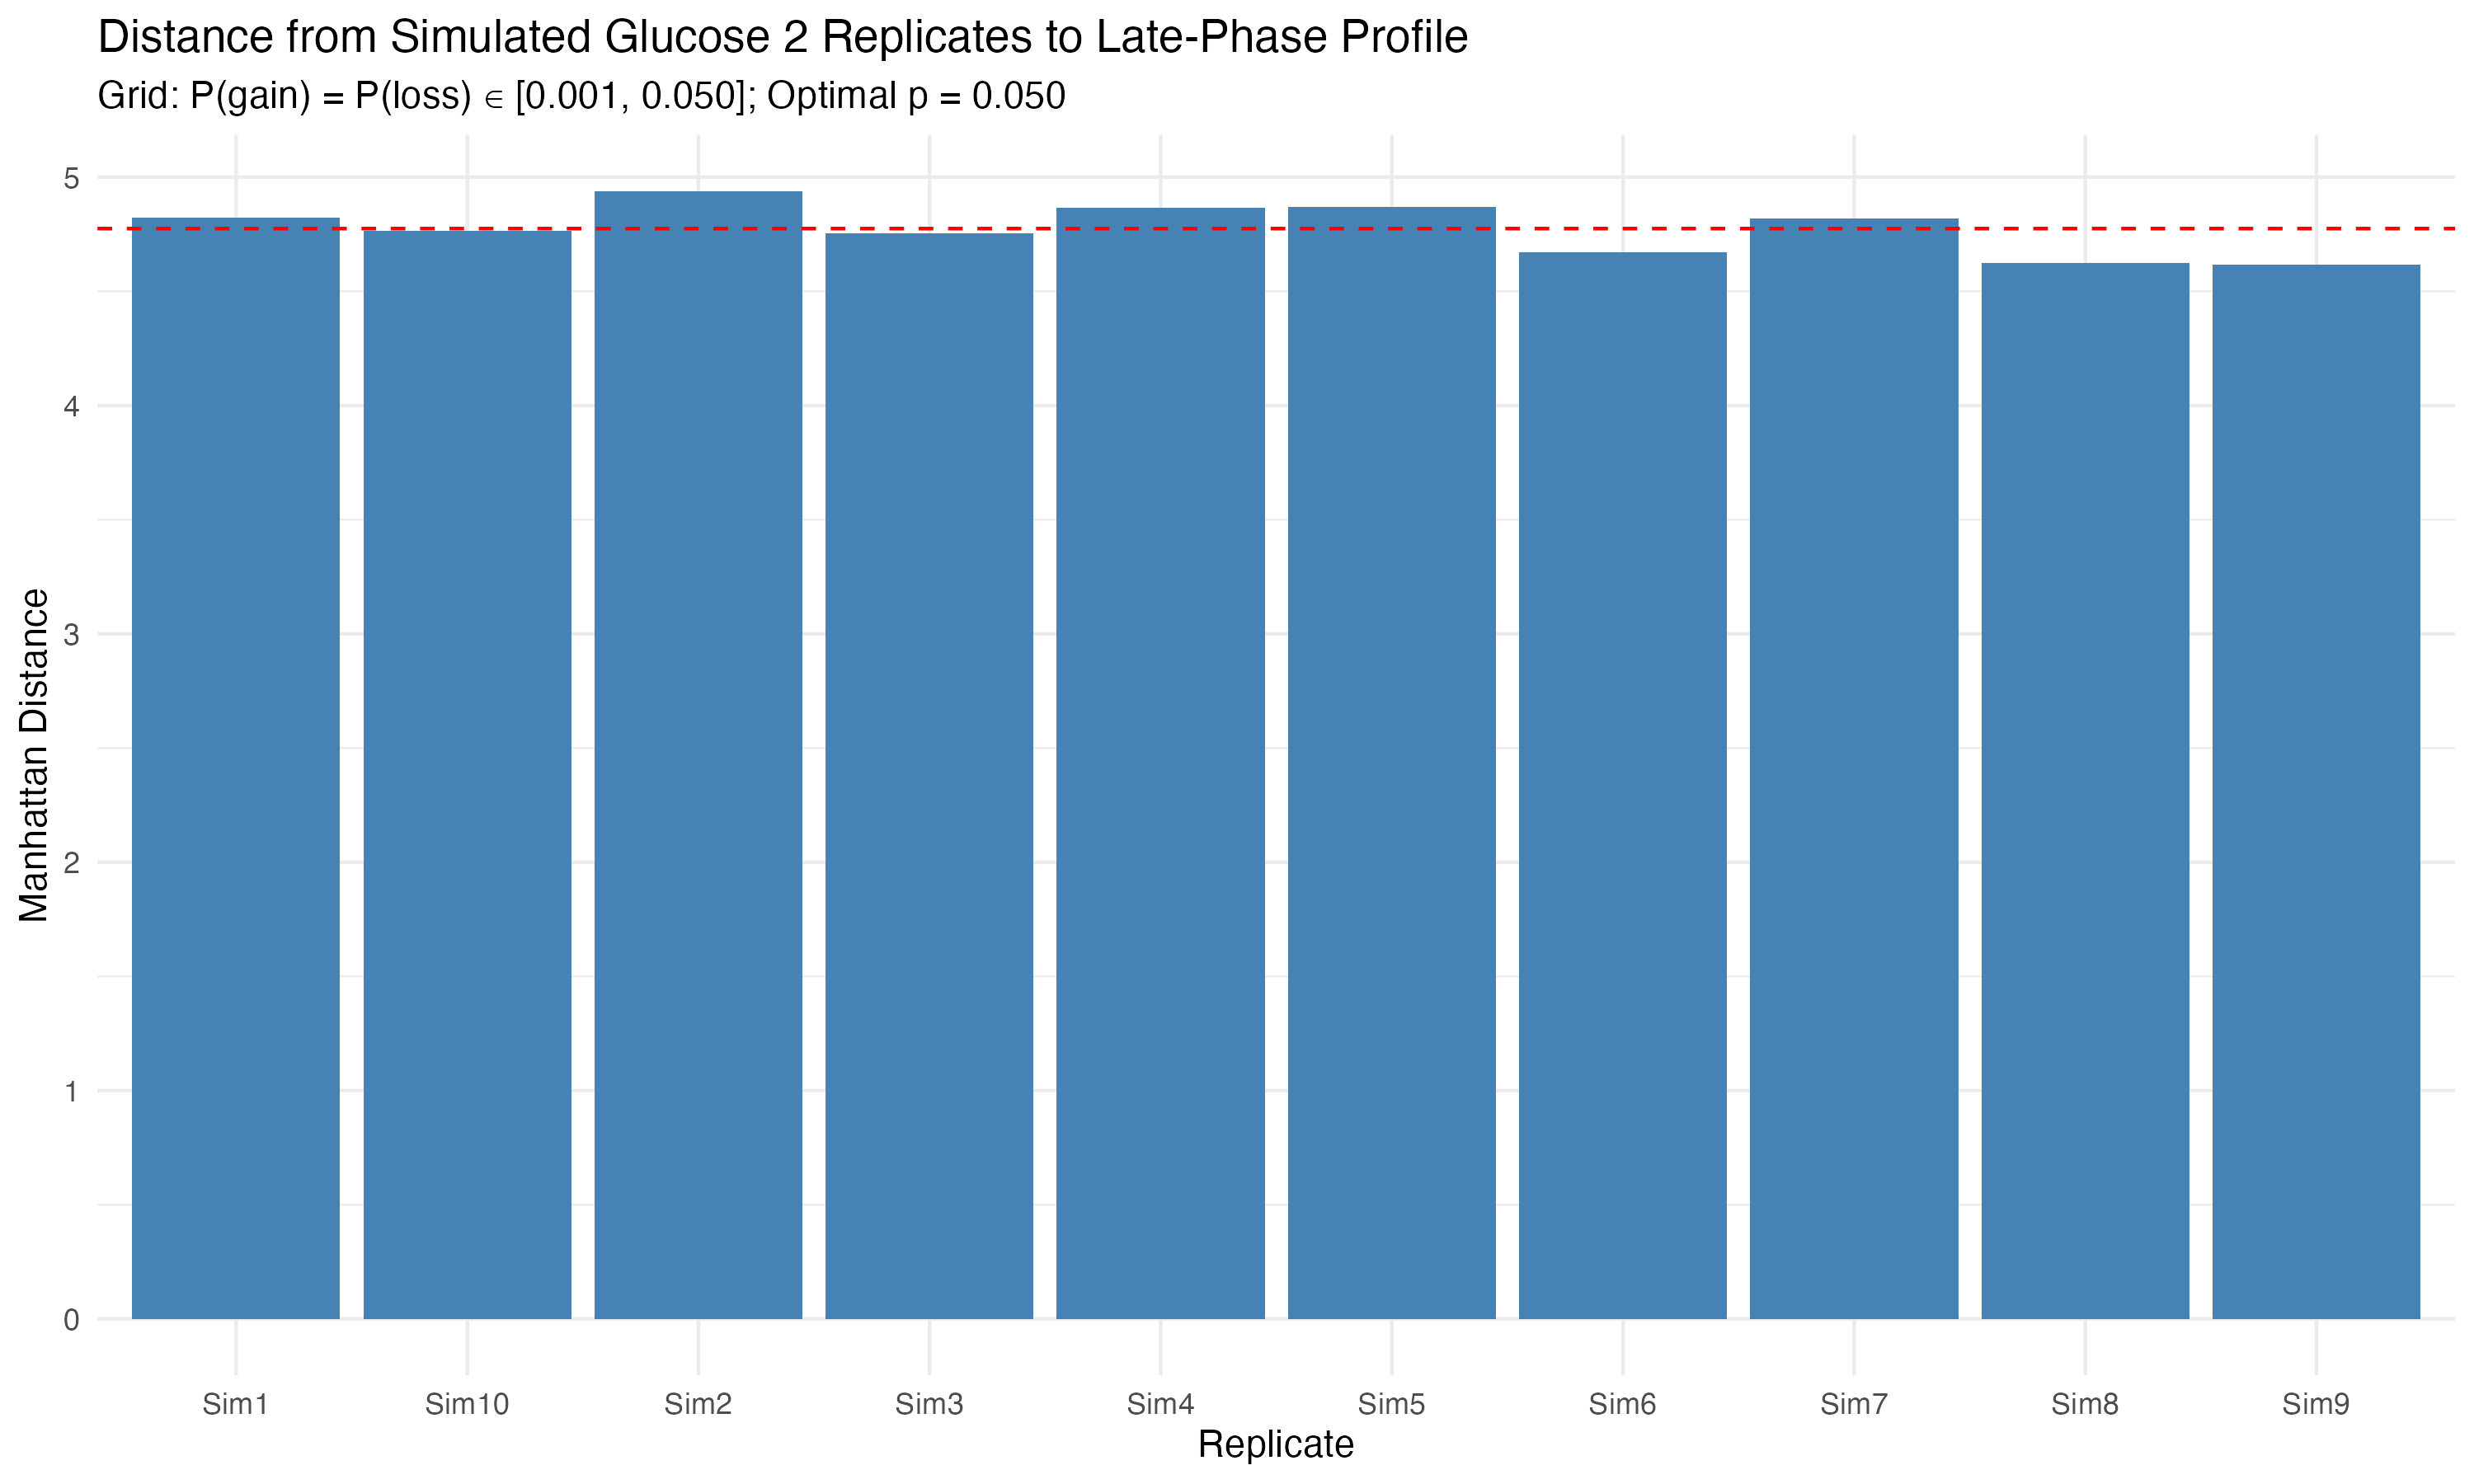 Distance from Simulated Glucose 2 Replicates to Late-Phase Profile
Grid: P(gain) = P(loss) ∈ [0.001, 0.050]; Optimal p = 0.050
Manhattan Distance
5
4
3
2
1
0
Sim1 Sim10 Sim2 Sim3 Sim4 Sim5 Sim6 Sim7 Sim8 Sim9
Replicate